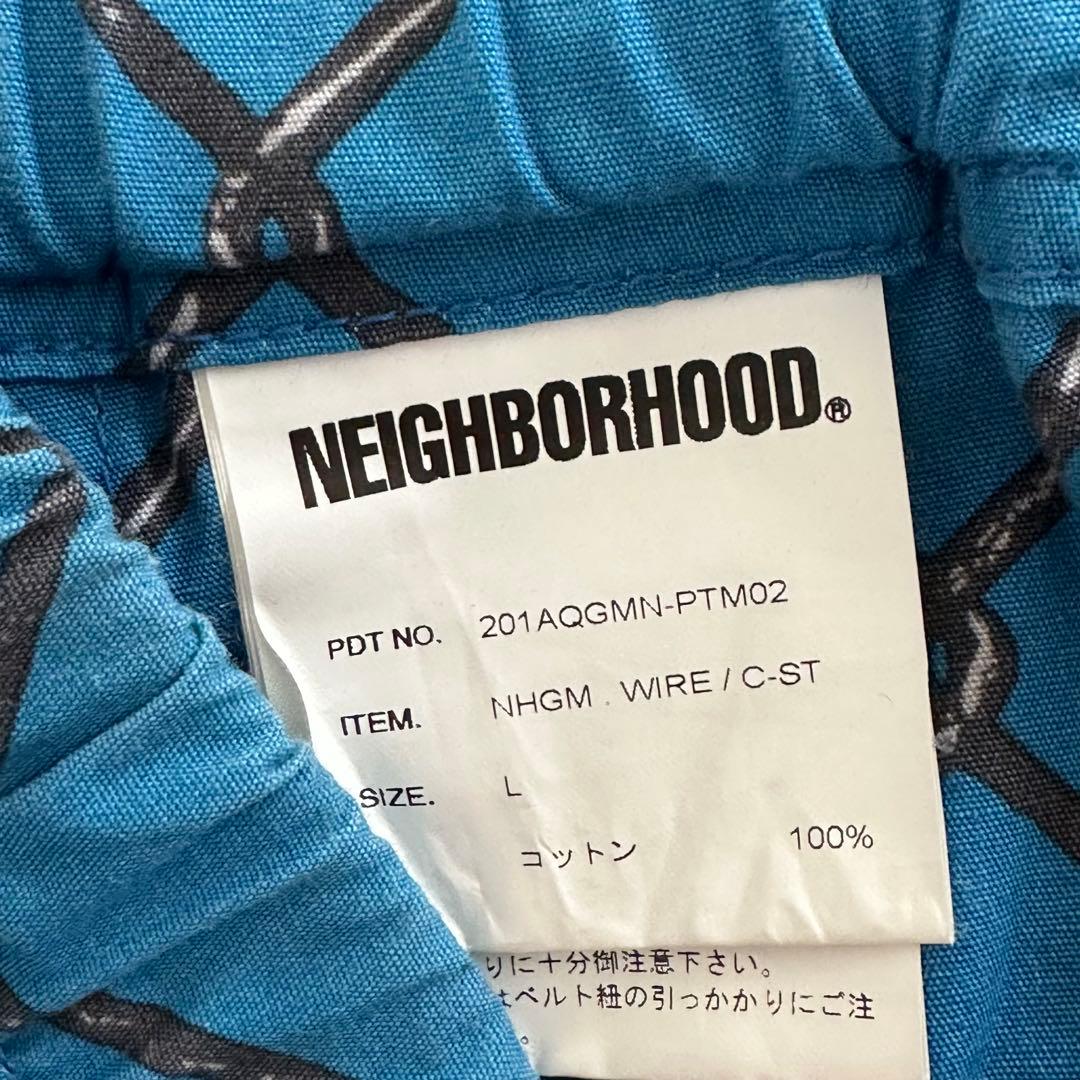 NEIGHBORHOOD®
PDT NO. 201AQGMN-PTM02
ITEM. NHGM . WIRE / C-ST
SIZE. L
コットン 100%
りに十分御注意下さい。
はベルト紐の引っかかりにご注
。